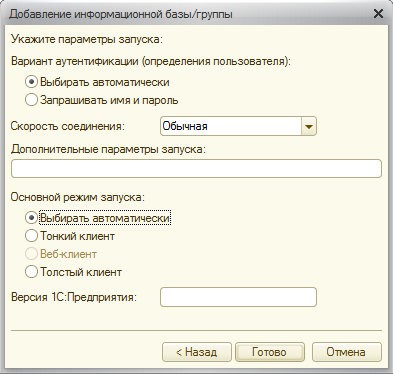 Добавление информационной базы/группы
Укажите параметры запуска:
Вариант аутентификации (определения пользователя):
Выбирать автоматически
Запрашивать имя и пароль
Скорость соединения:
Обычная
Дополнительные параметры запуска:
Основной режим запуска:
Выбирать автоматически
Тонкий клиент
Веб-клиент
Толстый клиент
Версия 1С:Предприятия:
< Назад
Готово
Отмена